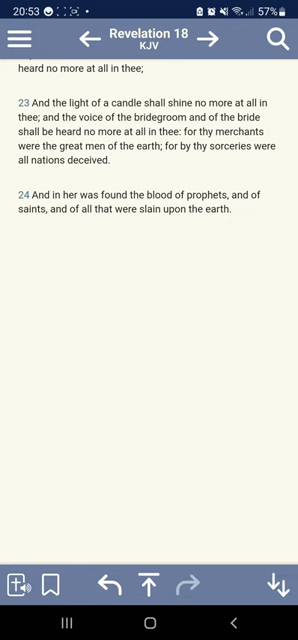 20:53 57%
Revelation 18
KJV
heard no more at all in thee;
23 And the light of a candle shall shine no more at all in
thee; and the voice of the bridegroom and of the bride
shall be heard no more at all in thee: for thy merchants
were the great men of the earth; for by thy sorceries were
all nations deceived.
24 And in her was found the blood of prophets, and of
saints, and of all that were slain upon the earth.